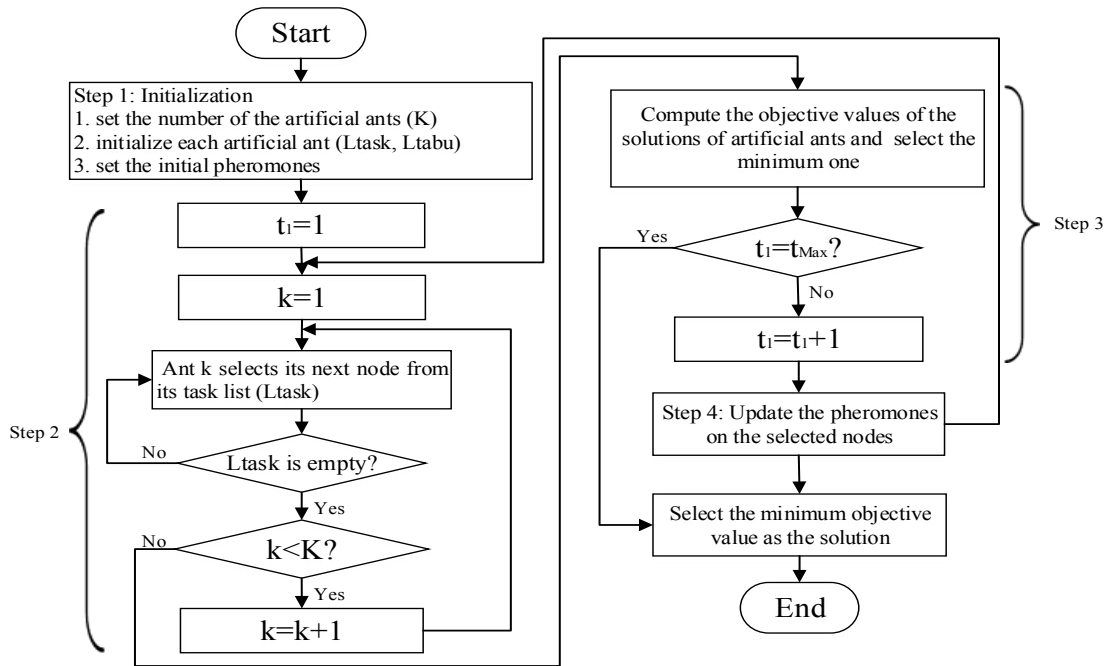 Start
Step 1: Initialization
1. set the number of the artificial ants (K)
2. initialize each artificial ant (Ltask, Ltabu)
3. set the initial pheromones
t1=1
k=1
Ant k selects its next node from
its task list (Ltask)
Step 2
No
Ltask is empty?
Yes
No
k<K?
Yes
k=k+1
Compute the objective values of the
solutions of artificial ants and select the
minimum one
Step 3
Yes
t1=tMax?
No
t1=t1+1
Step 4: Update the pheromones
on the selected nodes
Select the minimum objective
value as the solution
End